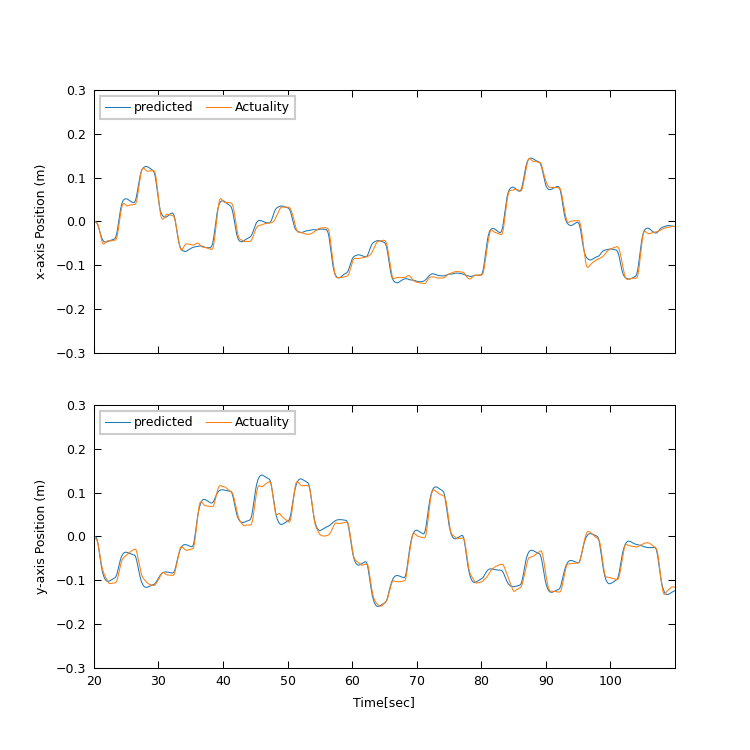 0.3
predicted Actuality
0.2
0.1
0.0
−0.1
−0.2
−0.3
x-axis Position (m)
0.3
predicted Actuality
0.2
0.1
0.0
−0.1
−0.2
−0.3
y-axis Position (m)
20 30 40 50 60 70 80 90 100
Time[sec]